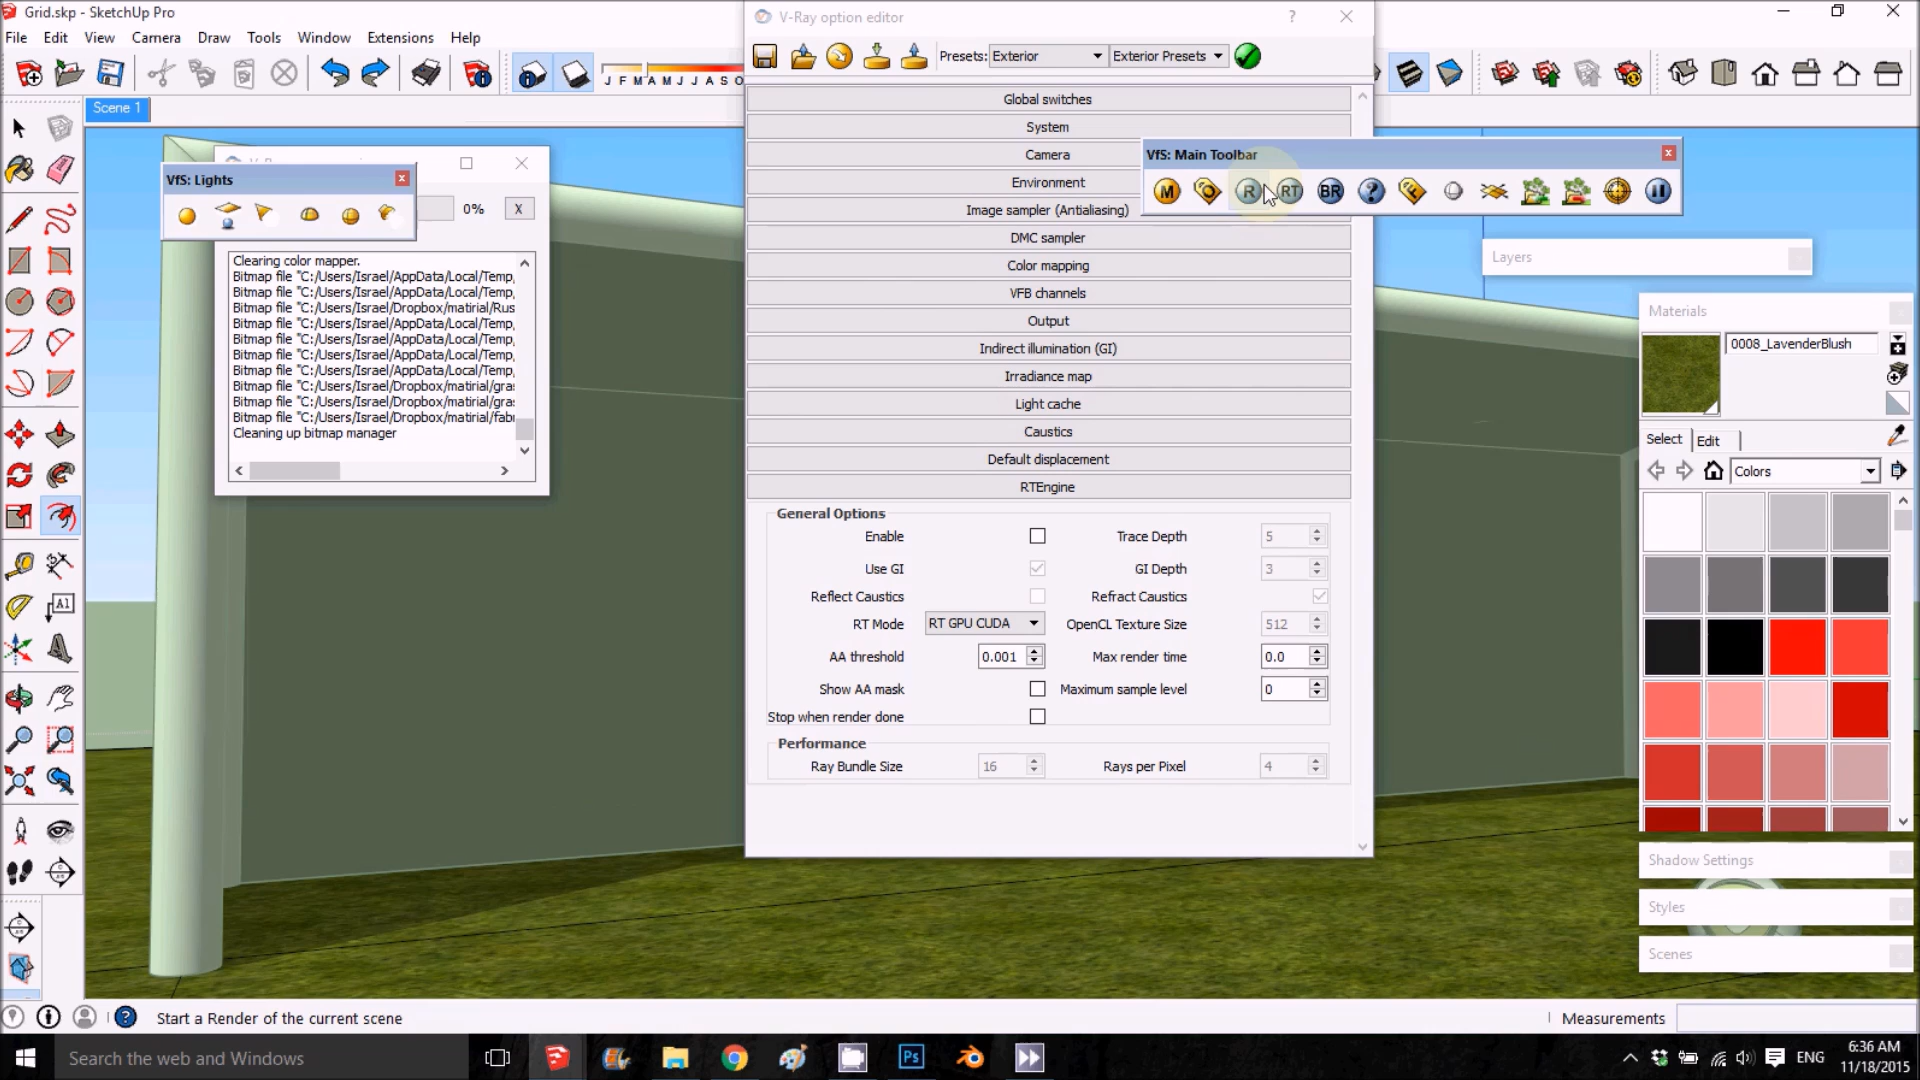 Grid.skp - SketchUp Pro
File Edit View Camera Draw Tools Window Extensions Help
J F M A M J J A S O
Scene 1
V-Ray option editor
?
Presets: Exterior Exterior Presets
Global switches
System
Camera
Environment
Image sampler (Antialiasing)
DMC sampler
Color mapping
VFB channels
Output
Indirect illumination (GI)
Irradiance map
Light cache
Caustics
Default displacement
RTEngine
General Options
Enable
Trace Depth 5
Use GI
GI Depth 3
Reflect Caustics
Refract Caustics
RT Mode RT GPU CUDA
OpenCL Texture Size 512
AA threshold 0.001
Max render time 0.0
Show AA mask
Maximum sample level 0
Stop when render done
Performance
Ray Bundle Size 16
Rays per Pixel 4
VfS: Lights
0%
X
Clearing color mapper.
Bitmap file "C:/Users/Israel/AppData/Local/Temp,
Bitmap file "C:/Users/Israel/AppData/Local/Temp,
Bitmap file "C:/Users/Israel/Dropbox/matirial/Rus
Bitmap file "C:/Users/Israel/AppData/Local/Temp,
Bitmap file "C:/Users/Israel/AppData/Local/Temp,
Bitmap file "C:/Users/Israel/AppData/Local/Temp,
Bitmap file "C:/Users/Israel/AppData/Local/Temp,
Bitmap file "C:/Users/Israel/Dropbox/matirial/gra
Bitmap file "C:/Users/Israel/Dropbox/matirial/gra
Bitmap file "C:/Users/Israel/Dropbox/matirial/fab
Cleaning up bitmap manager
VfS: Main Toolbar
M R RT BR ?
Layers
Materials
0008_LavenderBlush
Select Edit
Colors
Shadow Settings
Styles
Scenes
Start a Render of the current scene
Measurements
Search the web and Windows
Ps
ENG
6:36 AM
11/18/2015